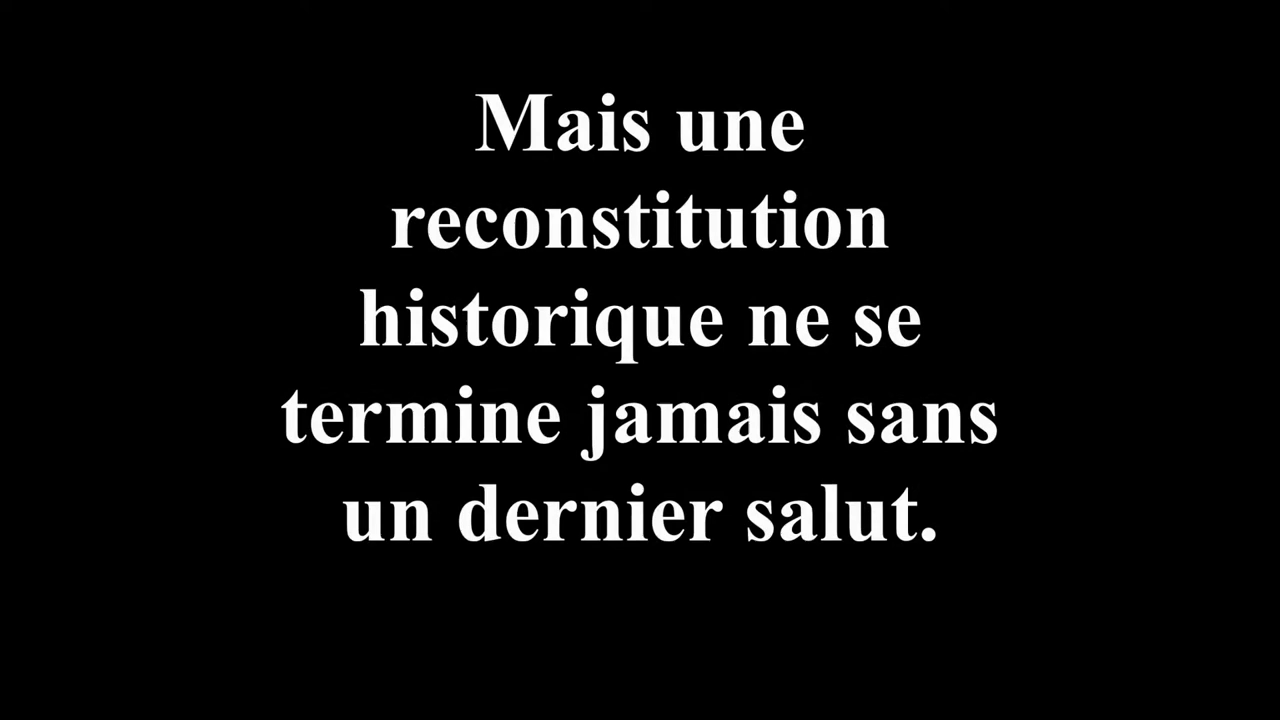 Mais une
reconstitution
historique ne se
termine jamais sans
un dernier salut.